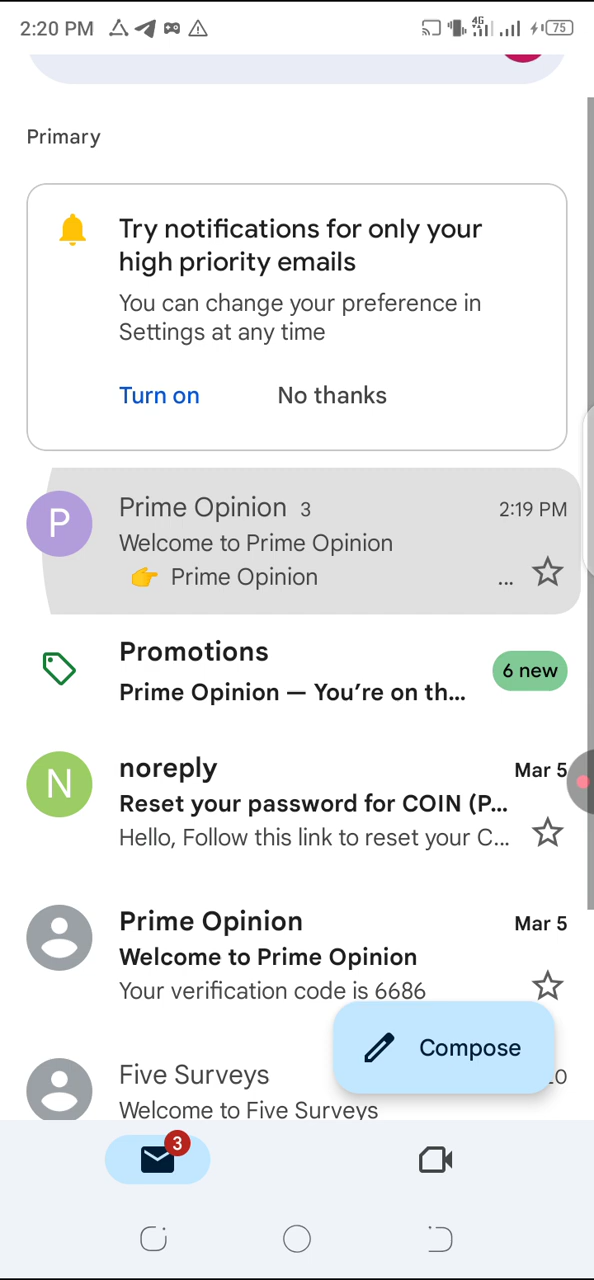 2:20 PM
4G
75
Primary
Try notifications for only your
high priority emails
You can change your preference in
Settings at any time
Turn on No thanks
P
Prime Opinion 3 2:19 PM
Welcome to Prime Opinion
👉 Prime Opinion ...
Promotions
6 new
Prime Opinion — You’re on th...
N
noreply Mar 5
Reset your password for COIN (P...
Hello, Follow this link to reset your C...
Prime Opinion Mar 5
Welcome to Prime Opinion
Your verification code is 6686
Compose
Five Surveys
Welcome to Five Surveys
3